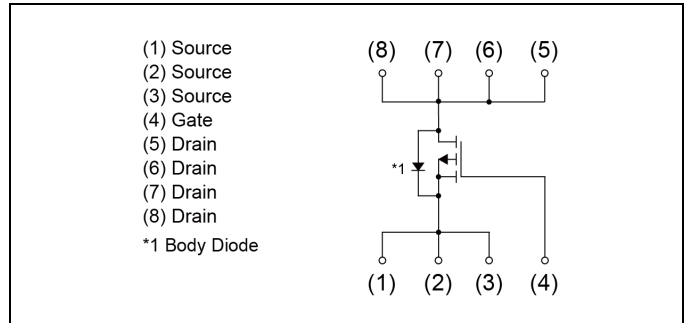 (1) Source
(2) Source
(3) Source
(4) Gate
(5) Drain
(6) Drain
(7) Drain
(8) Drain
*1 Body Diode
(8) (7) (6) (5)
*1
(1) (2) (3) (4)